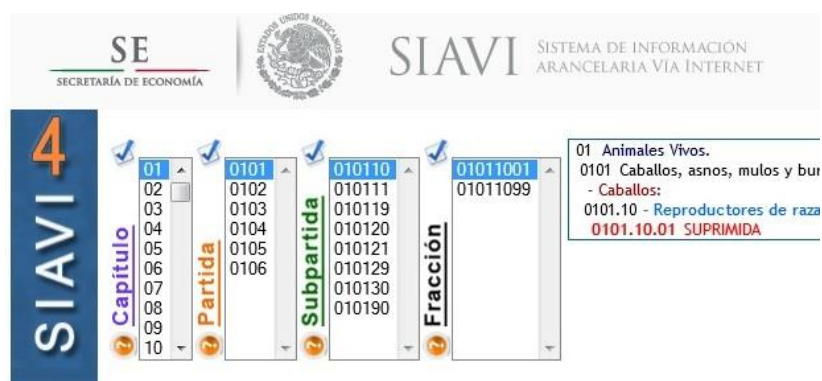 SE
SECRETARÍA DE ECONOMÍA
ESTADOS UNIDOS MEXICANOS
SIAVI
SISTEMA DE INFORMACIÓN
ARANCELARIA VÍA INTERNET
SIAVI 4
Capítulo
01
02
03
04
05
06
07
08
09
10
Partida
0101
0102
0103
0104
0105
0106
Subpartida
010110
010111
010119
010120
010121
010129
010130
010190
Fracción
01011001
01011099
01 Animales Vivos.
0101 Caballos, asnos, mulos y bur
- Caballos:
0101.10 - Reproductores de raza
0101.10.01 SUPRIMIDA